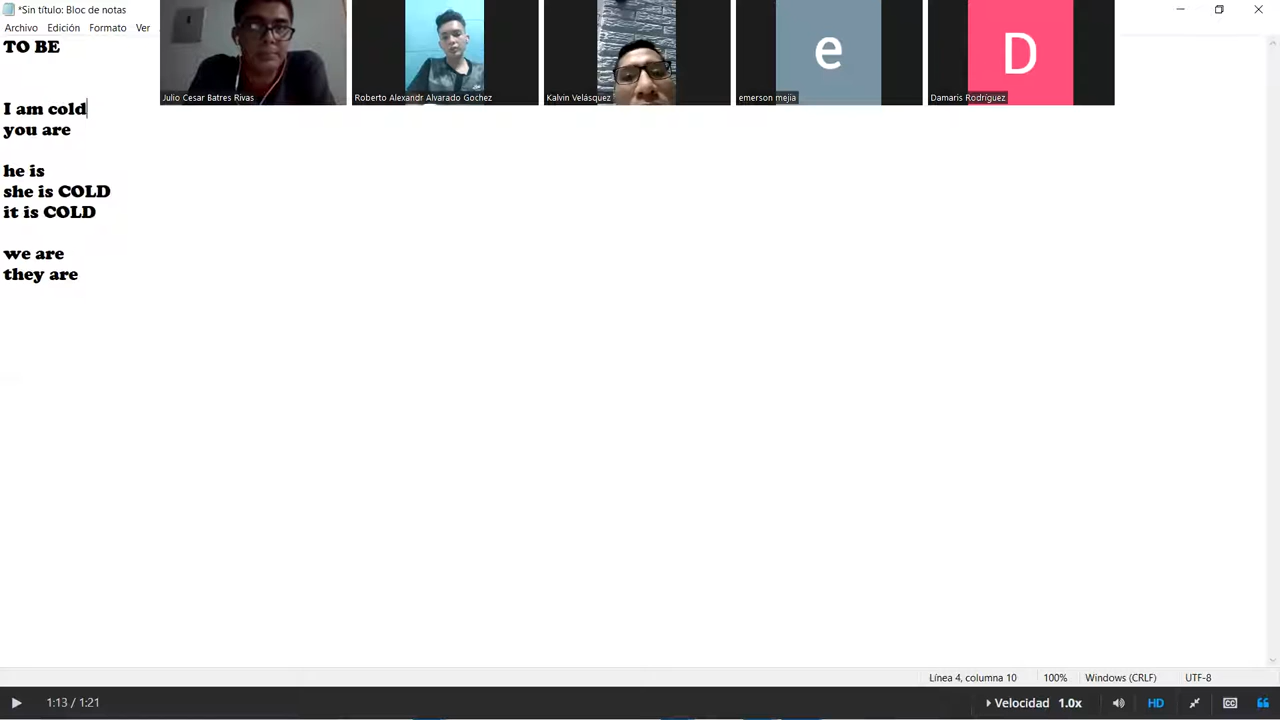 *Sin título: Bloc de notas
Archivo Edición Formato Ver
TO BE
I am cold
you are
he is
she is COLD
it is COLD
we are
they are
Julio Cesar Batres Rivas
Roberto Alexandr Alvarado Gochez
Kalvin Velásquez
e
emerson mejia
D
Damaris Rodríguez
Línea 4, columna 10 100% Windows (CRLF) UTF-8
1:13 / 1:21 Velocidad 1.0x HD CC